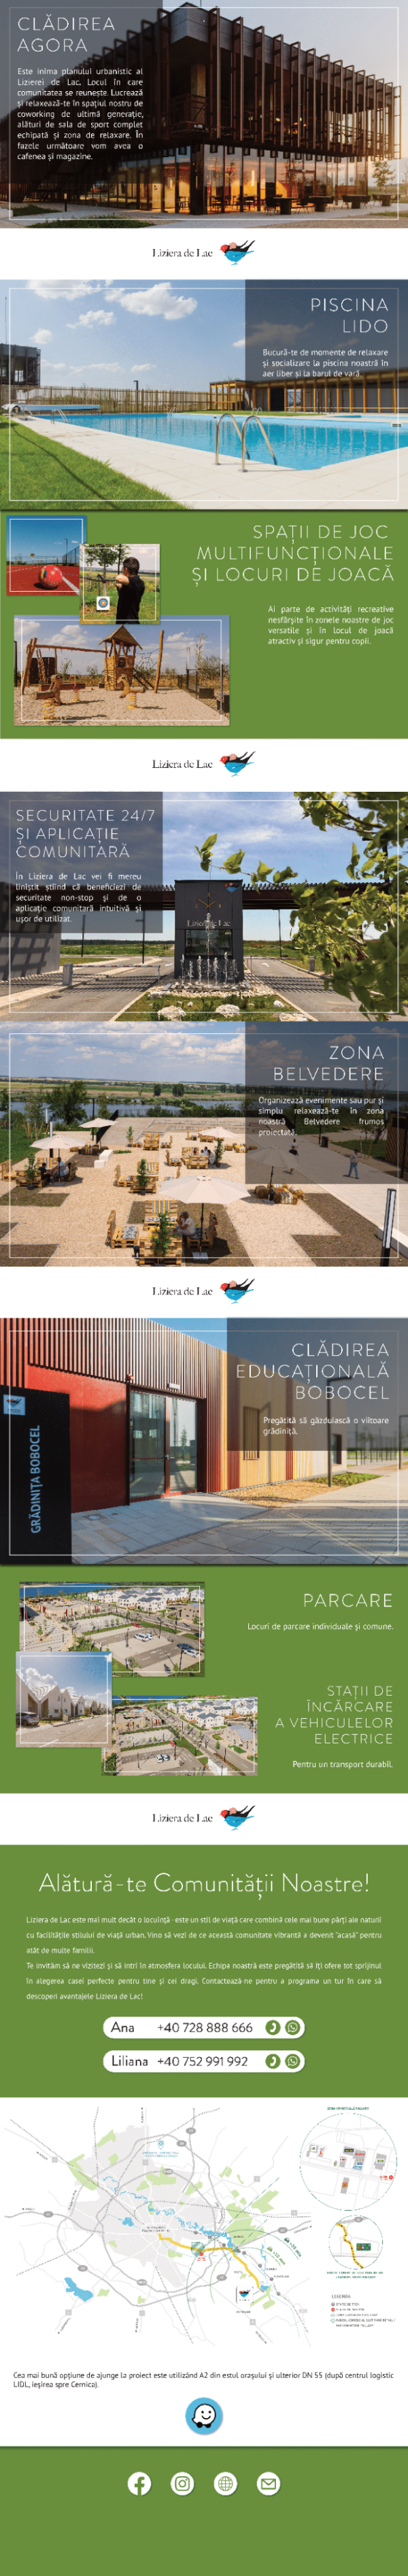 CLĂDIREA
AGORA
Este inima planului urbanistic al
Lizierei de Lac. Locul în care
comunitatea se reunește. Lucrează
și relaxează-te în spațiul nostru de
coworking de ultimă generație,
alături de sala de sport complet
echipată și zona de relaxare. În
fazele următoare vom avea o
cafenea și magazine.
Liziera de Lac
PISCINA
LIDO
Bucură-te de momente de relaxare
și socializare la piscina noastră în
aer liber și la barul de vară.
SPAȚII DE JOC
MULTIFUNCȚIONALE
ȘI LOCURI DE JOACĂ
Ai parte de activități recreative
nesfârșite în zonele noastre de joc
versatile și în locul de joacă
atractiv și sigur pentru copii.
Liziera de Lac
SECURITATE 24/7
ȘI APLICAȚIE
COMUNITARĂ
În Liziera de Lac vei fi mereu
liniștit știind că beneficiezi de
securitate non-stop și de o
aplicație comunitară intuitivă și
ușor de utilizat.
Liziera de Lac
ZONA
BELVEDERE
Organizează evenimente sau pur și
simplu relaxează-te în zona
noastră Belvedere frumos
proiectată.
Liziera de Lac
CLĂDIREA
EDUCAȚIONALĂ
BOBOCEL
Pregătită să găzduiască o viitoare
grădiniță.
GRĂDINIȚA BOBOCEL
PARCARE
Locuri de parcare individuale și comune.
STAȚII DE
ÎNCĂRCARE
A VEHICULELOR
ELECTRICE
Pentru un transport durabil.
Liziera de Lac
Alătură-te Comunității Noastre!
Liziera de Lac este mai mult decât o locuință - este un stil de viață care combină cele mai bune părți ale naturii
cu facilitățile stilului de viață urban. Vino să vezi de ce această comunitate vibrantă a devenit "acasă" pentru
atât de multe familii.
Te invităm să ne vizitezi și să intri în atmosfera locului. Echipa noastră este pregătită să îți ofere tot sprijinul
în alegerea casei perfecte pentru tine și cei dragi. Contactează-ne pentru a programa un tur în care să
descoperi avantajele Liziera de Lac!
Ana +40 728 888 666
Liliana +40 752 991 992
LEGENDA
Cea mai bună opțiune de ajunge la proiect este utilizând A2 din estul orașului și ulterior DN 55 (după centrul logistic
LIDL, ieșirea spre Cernica).